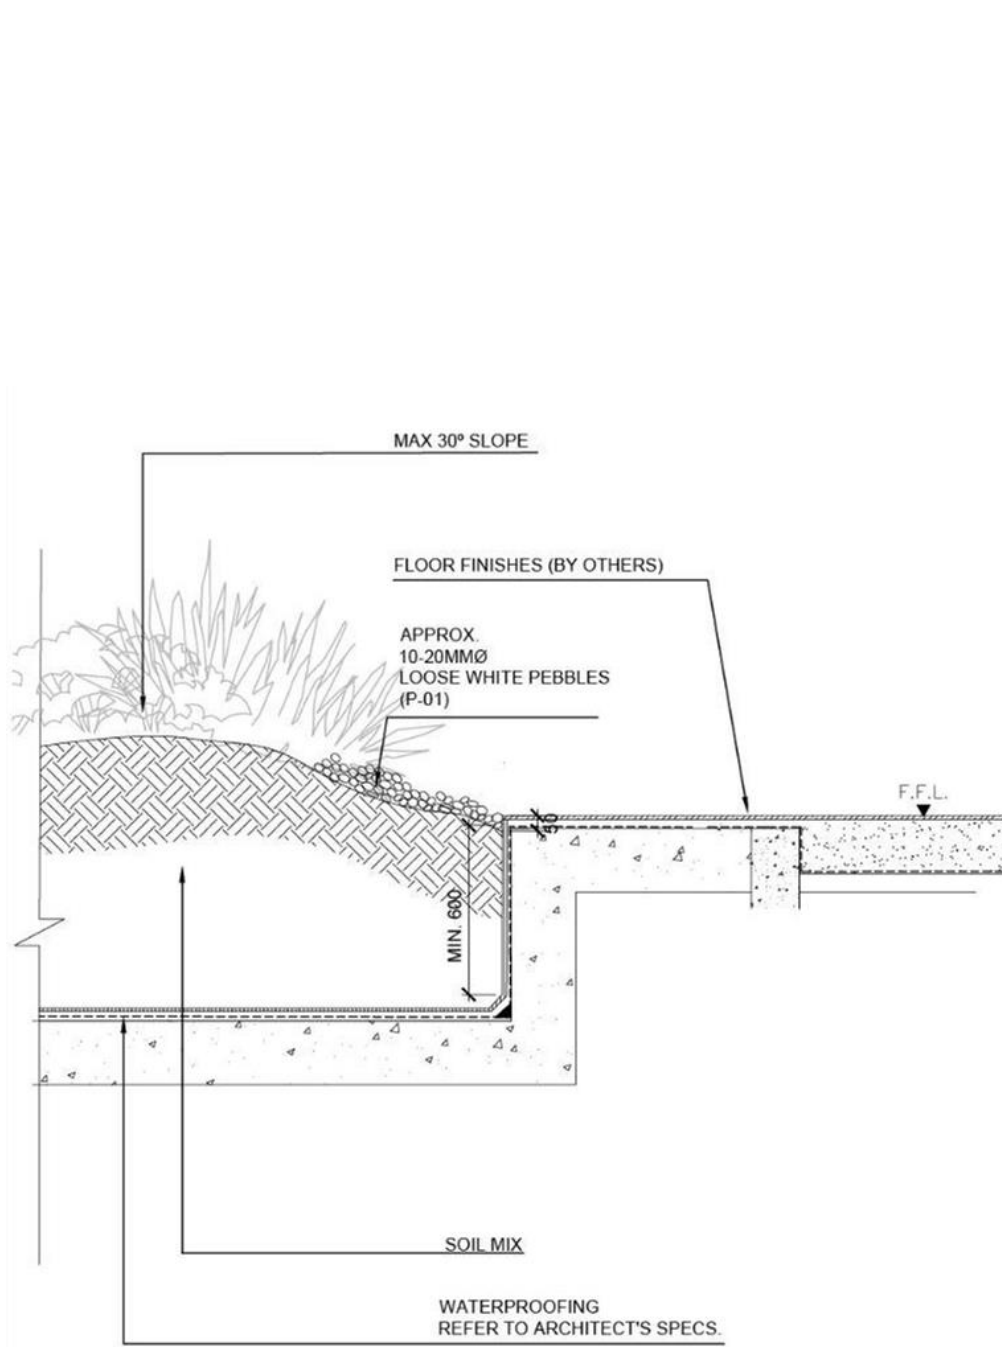 MAX 30º SLOPE
FLOOR FINISHES (BY OTHERS)
APPROX.
10-20MMØ
LOOSE WHITE PEBBLES
(P-01)
F.F.L.
50
MIN. 600
SOIL MIX
WATERPROOFING
REFER TO ARCHITECT'S SPECS.